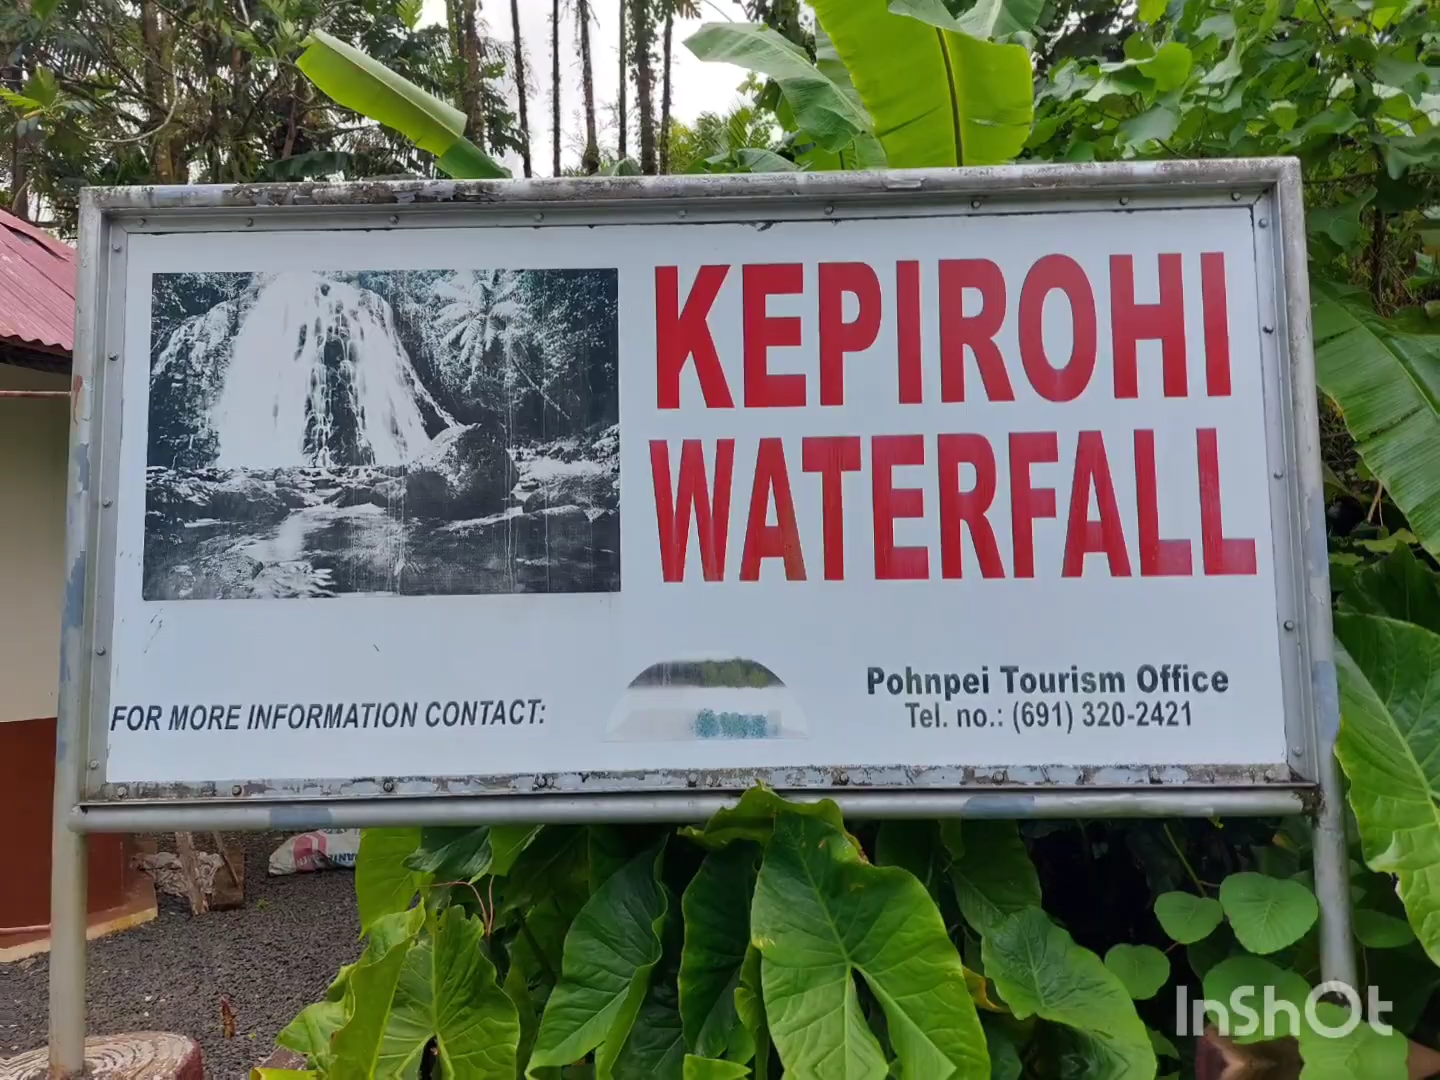 KEPIROHI
WATERFALL
FOR MORE INFORMATION CONTACT:
Pohnpei Tourism Office
Tel. no.: (691) 320-2421
InShOt